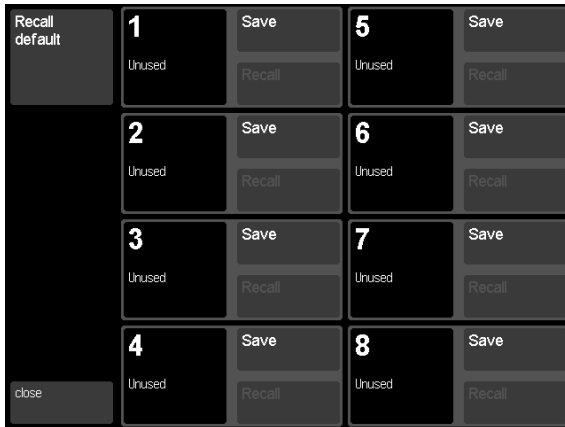 Recall
default
1
Unused
Save
Recall
5
Unused
Save
Recall
2
Unused
Save
Recall
6
Unused
Save
Recall
3
Unused
Save
Recall
7
Unused
Save
Recall
4
Unused
Save
Recall
8
Unused
Save
Recall
close